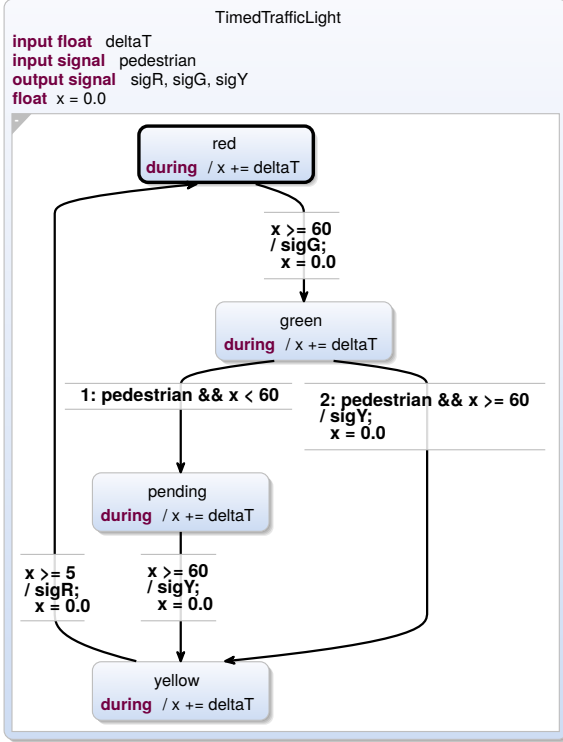 TimedTrafficLight
input float deltaT
input signal pedestrian
output signal sigR, sigG, sigY
float x = 0.0
-
red
during / x += deltaT
x >= 60
/ sigG;
x = 0.0
green
during / x += deltaT
1: pedestrian && x < 60
2: pedestrian && x >= 60
/ sigY;
x = 0.0
pending
during / x += deltaT
x >= 5
/ sigR;
x = 0.0
x >= 60
/ sigY;
x = 0.0
yellow
during / x += deltaT